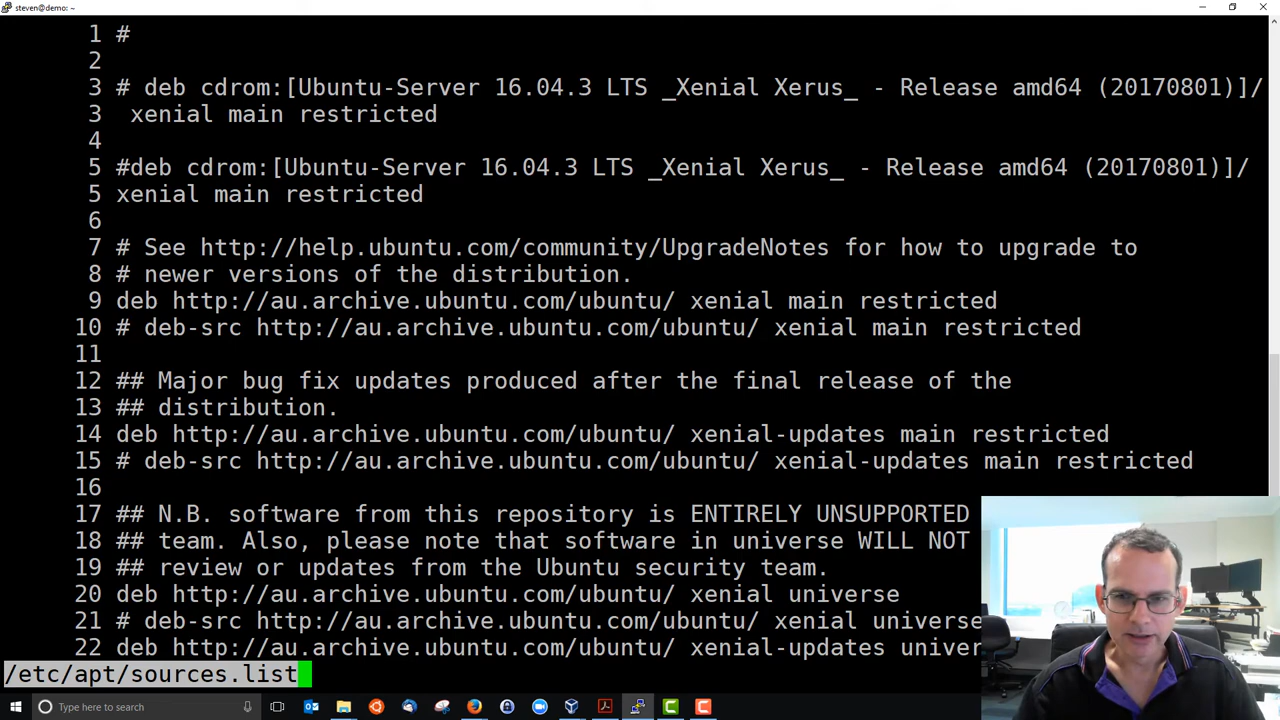 steven@demo: ~
1 #
2
3 # deb cdrom:[Ubuntu-Server 16.04.3 LTS _Xenial Xerus_ - Release amd64 (20170801)]/
3  xenial main restricted
4
5 #deb cdrom:[Ubuntu-Server 16.04.3 LTS _Xenial Xerus_ - Release amd64 (20170801)]/
5 xenial main restricted
6
7 # See http://help.ubuntu.com/community/UpgradeNotes for how to upgrade to
8 # newer versions of the distribution.
9 deb http://au.archive.ubuntu.com/ubuntu/ xenial main restricted
10 # deb-src http://au.archive.ubuntu.com/ubuntu/ xenial main restricted
11
12 ## Major bug fix updates produced after the final release of the
13 ## distribution.
14 deb http://au.archive.ubuntu.com/ubuntu/ xenial-updates main restricted
15 # deb-src http://au.archive.ubuntu.com/ubuntu/ xenial-updates main restricted
16
17 ## N.B. software from this repository is ENTIRELY UNSUPPORTED
18 ## team. Also, please note that software in universe WILL NOT
19 ## review or updates from the Ubuntu security team.
20 deb http://au.archive.ubuntu.com/ubuntu/ xenial universe
21 # deb-src http://au.archive.ubuntu.com/ubuntu/ xenial universe
22 deb http://au.archive.ubuntu.com/ubuntu/ xenial-updates univer
/etc/apt/sources.list
Type here to search